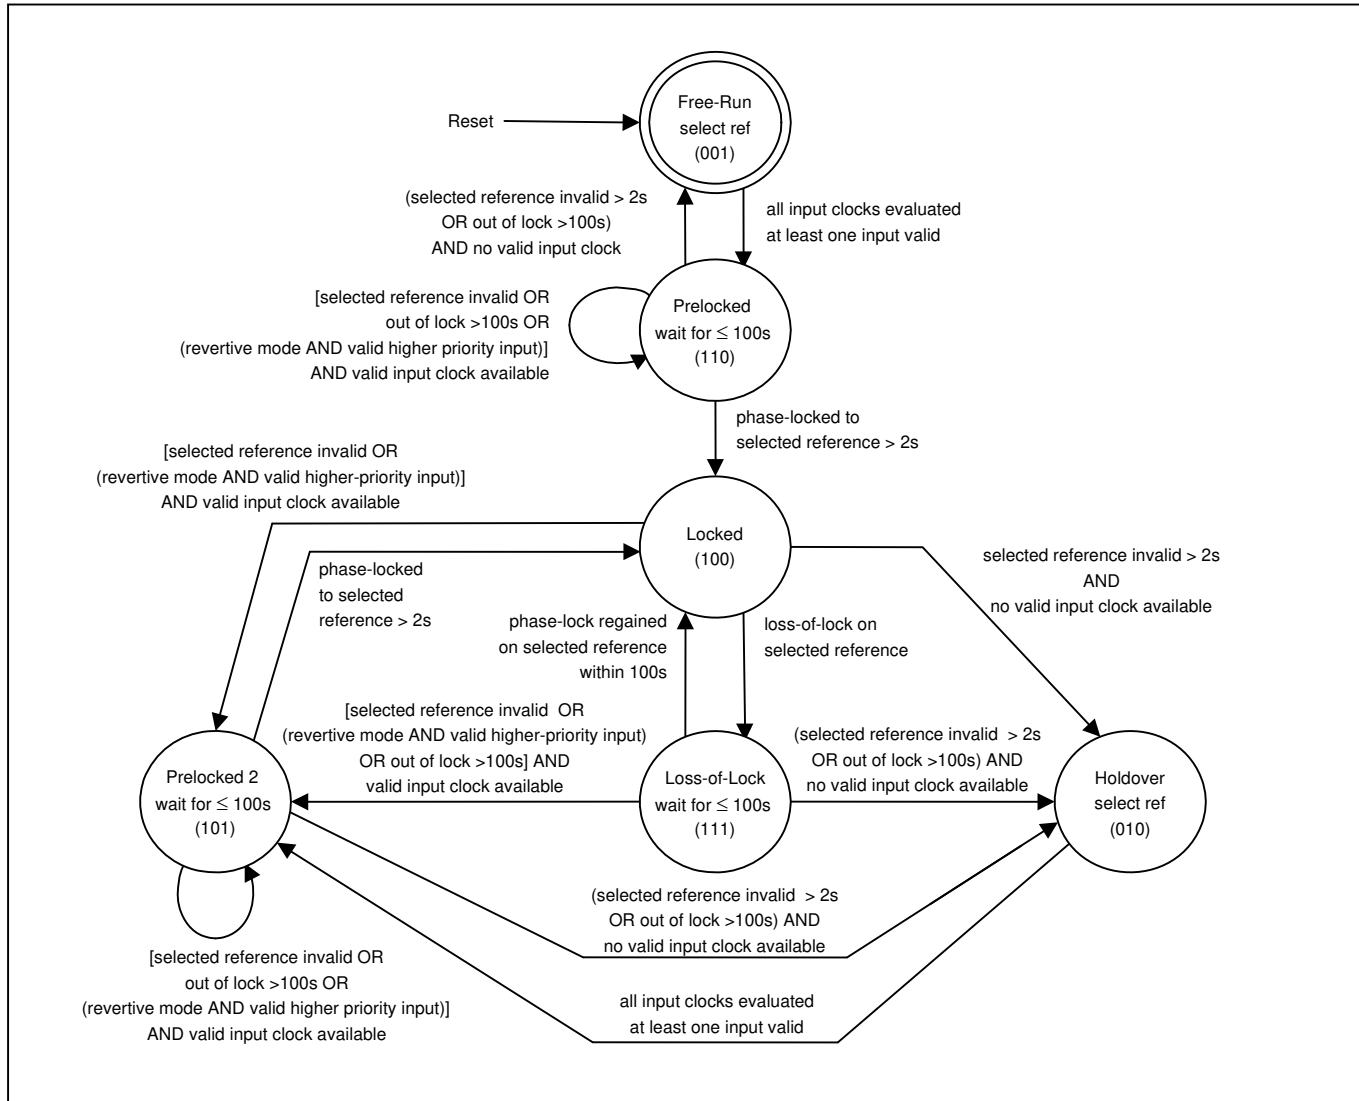 Free-Run
select ref
(001)
Reset
(selected reference invalid > 2s
OR out of lock >100s)
AND no valid input clock
all input clocks evaluated
at least one input valid
[selected reference invalid OR
out of lock >100s OR
(revertive mode AND valid higher priority input)]
AND valid input clock available
Prelocked
wait for ≤ 100s
(110)
phase-locked to
selected reference > 2s
[selected reference invalid OR
(revertive mode AND valid higher-priority input)]
AND valid input clock available
Locked
(100)
selected reference invalid > 2s
AND
no valid input clock available
phase-locked
to selected
reference > 2s
phase-lock regained
on selected reference
within 100s
loss-of-lock on
selected reference
[selected reference invalid OR
(revertive mode AND valid higher-priority input)
OR out of lock >100s] AND
valid input clock available
(selected reference invalid > 2s
OR out of lock >100s) AND
no valid input clock available
Prelocked 2
wait for ≤ 100s
(101)
Loss-of-Lock
wait for ≤ 100s
(111)
Holdover
select ref
(010)
(selected reference invalid > 2s
OR out of lock >100s) AND
no valid input clock available
[selected reference invalid OR
out of lock >100s OR
(revertive mode AND valid higher priority input)]
AND valid input clock available
all input clocks evaluated
at least one input valid